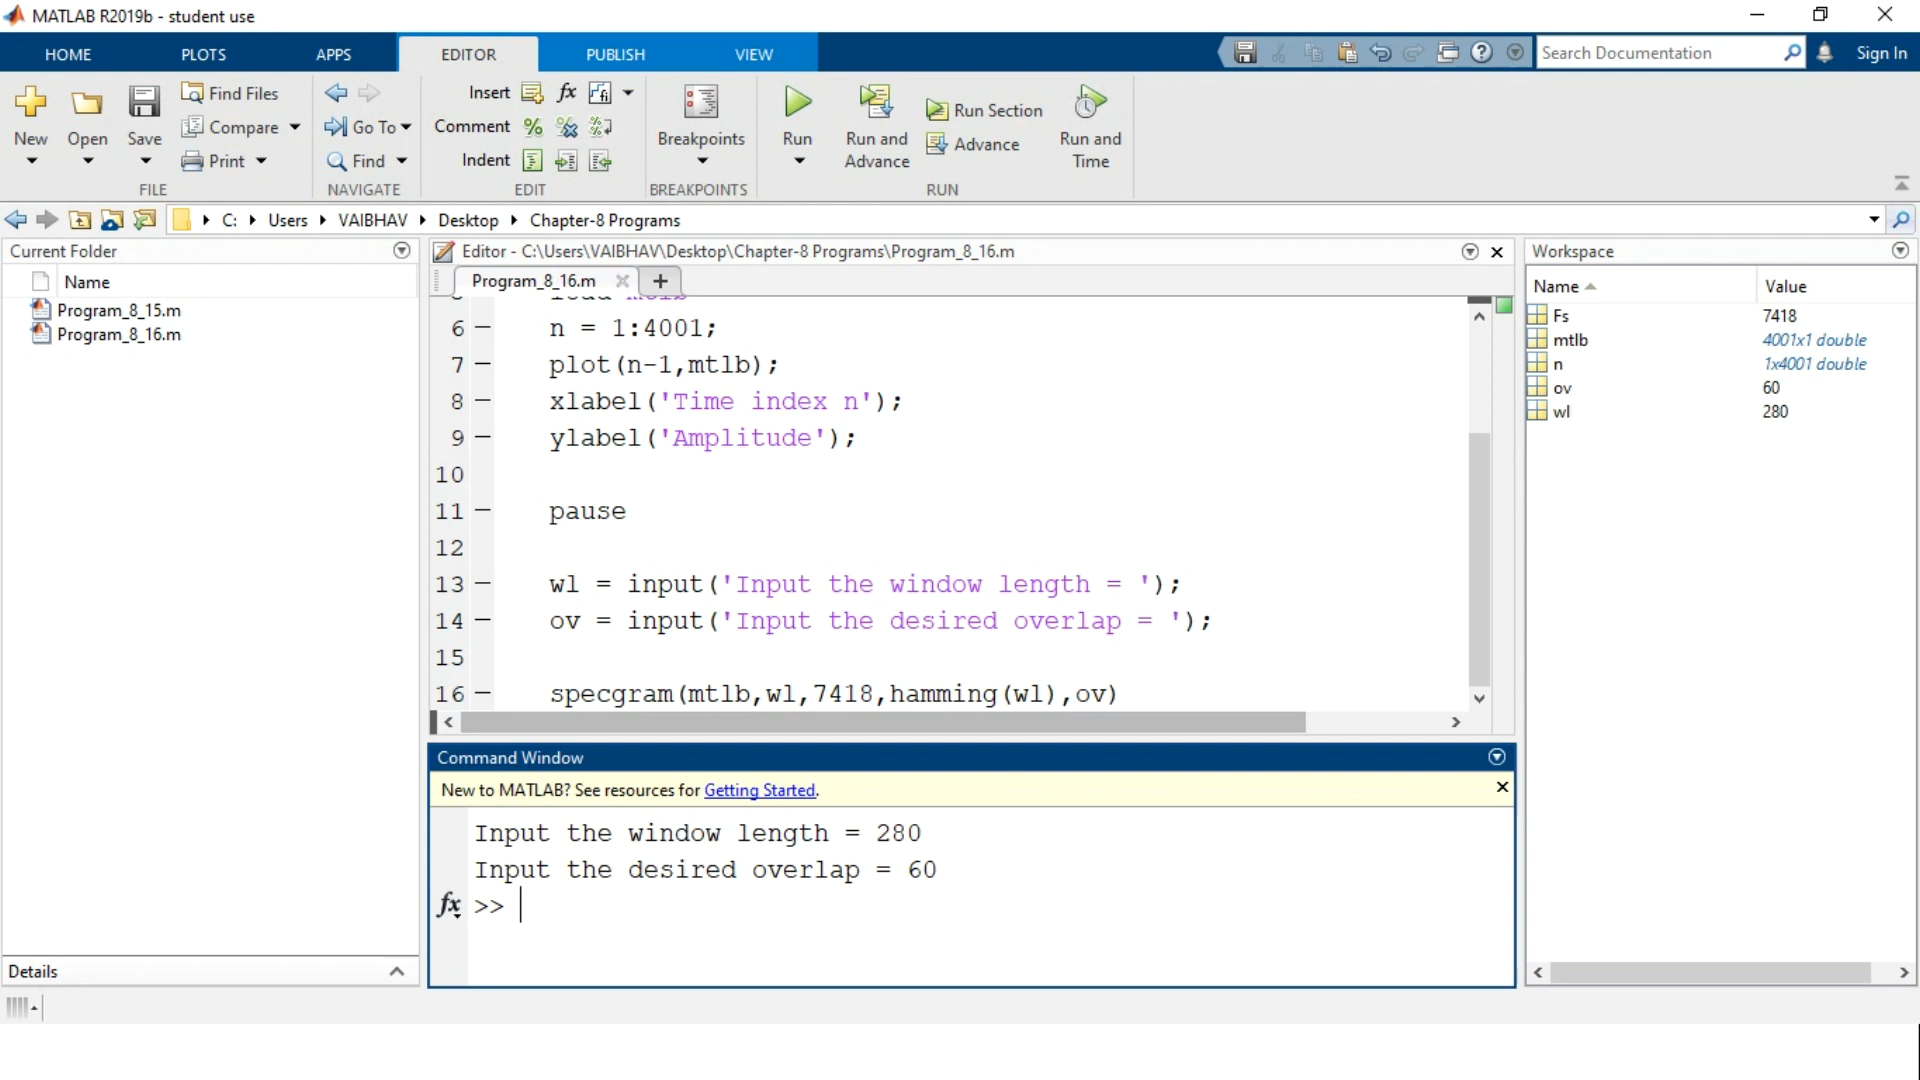 MATLAB R2019b - student use
HOME PLOTS APPS EDITOR PUBLISH VIEW Search Documentation Sign In
New Open Save Find Files Compare Print FILE
Go To Find NAVIGATE
Insert fx Comment Indent EDIT
Breakpoints BREAKPOINTS
Run Run and Advance Run Section Advance Run and Time RUN
C: Users VAIBHAV Desktop Chapter-8 Programs
Current Folder
Name
Program_8_15.m
Program_8_16.m
Details
Editor - C:\Users\VAIBHAV\Desktop\Chapter-8 Programs\Program_8_16.m
Program_8_16.m
6 n = 1:4001;
7 plot(n-1,mtlb);
8 xlabel('Time index n');
9 ylabel('Amplitude');
10
11 pause
12
13 wl = input('Input the window length = ');
14 ov = input('Input the desired overlap = ');
15
16 specgram(mtlb,wl,7418,hamming(wl),ov)
Command Window
New to MATLAB? See resources for Getting Started.
Input the window length = 280
Input the desired overlap = 60
fx >>
Workspace
Name Value
Fs 7418
mtlb 4001x1 double
n 1x4001 double
ov 60
wl 280